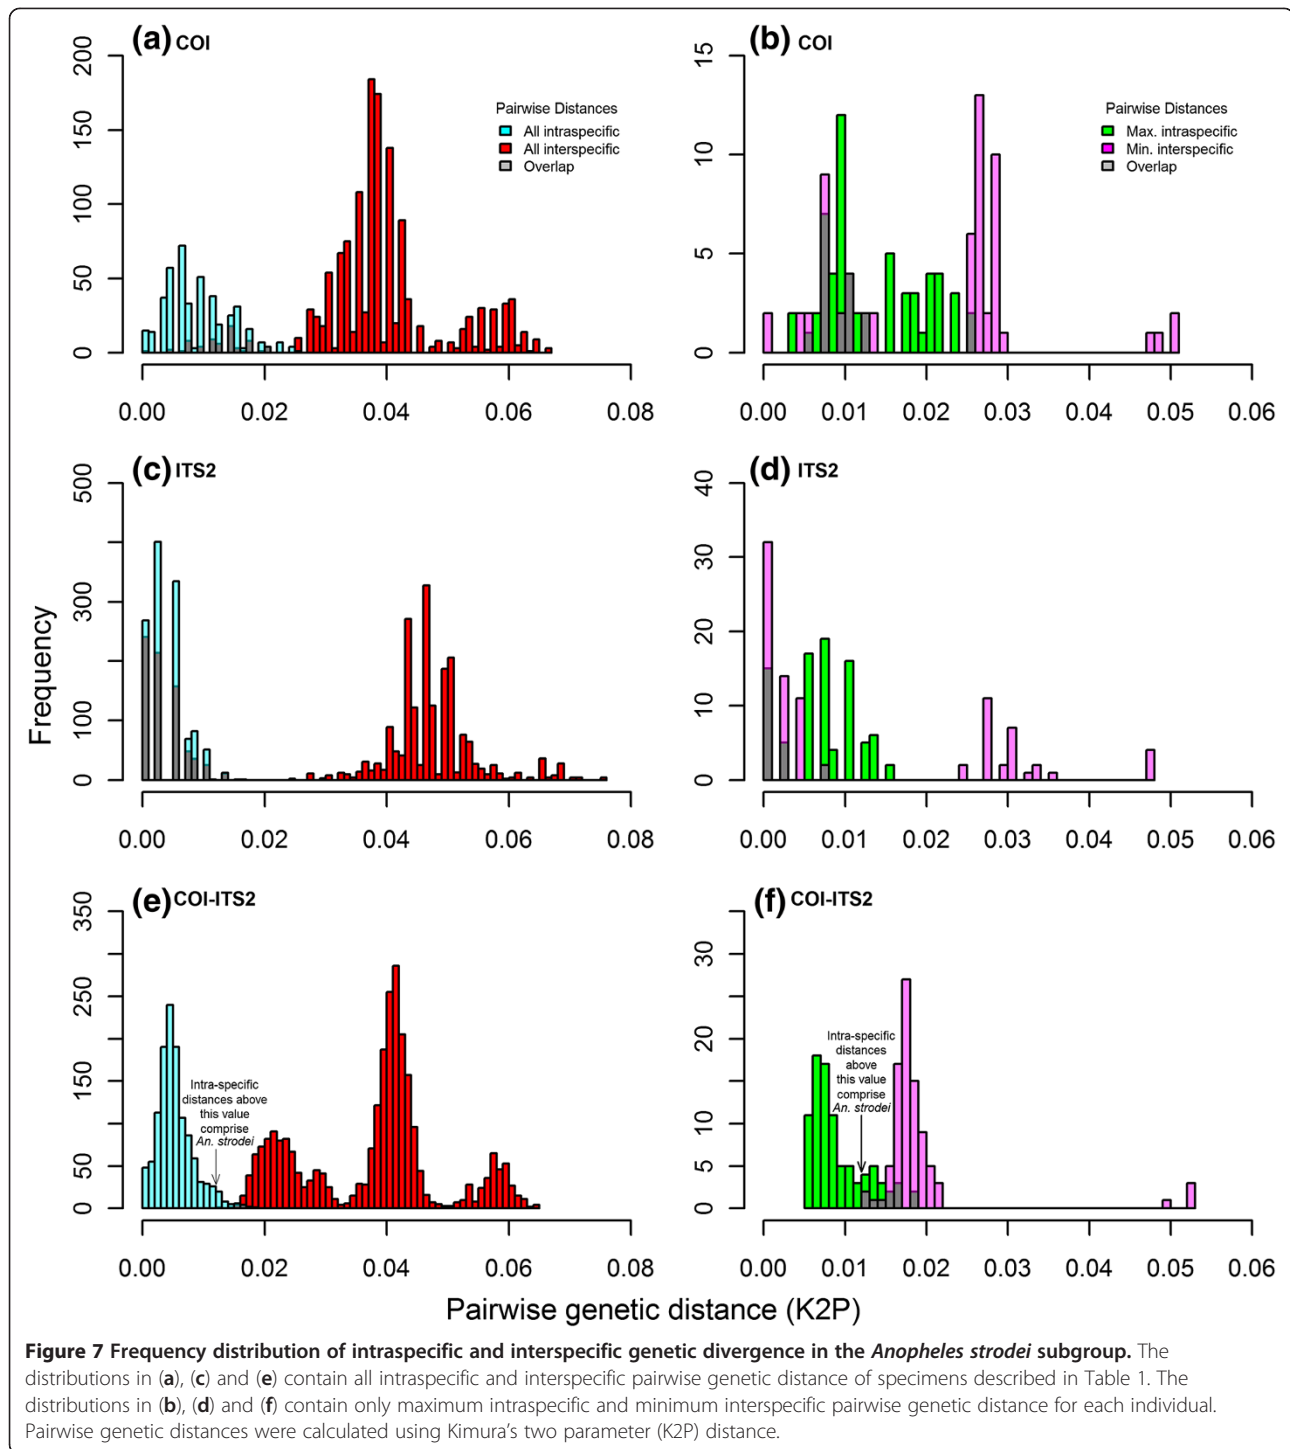 (a) COI
200
150
100
50
0
Pairwise Distances
All intraspecific
All interspecific
Overlap
0.00 0.02 0.04 0.06 0.08
(b) COI
15
10
5
0
Pairwise Distances
Max. intraspecific
Min. interspecific
Overlap
0.00 0.01 0.02 0.03 0.04 0.05 0.06
(c) ITS2
500
300
100
0
0.00 0.02 0.04 0.06 0.08
(d) ITS2
40
30
20
10
0
0.00 0.01 0.02 0.03 0.04 0.05 0.06
Frequency
(e) COI-ITS2
350
250
150
50
0
Intra-specific
distances above
this value
comprise
An. strodei
0.00 0.02 0.04 0.06 0.08
(f) COI-ITS2
30
20
10
5
0
Intra-specific
distances
above
this value
comprise
An. strodei
0.00 0.01 0.02 0.03 0.04 0.05 0.06
Pairwise genetic distance (K2P)
Figure 7 Frequency distribution of intraspecific and interspecific genetic divergence in the Anopheles strodei subgroup. The
distributions in (a), (c) and (e) contain all intraspecific and interspecific pairwise genetic distance of specimens described in Table 1. The
distributions in (b), (d) and (f) contain only maximum intraspecific and minimum interspecific pairwise genetic distance for each individual.
Pairwise genetic distances were calculated using Kimura's two parameter (K2P) distance.